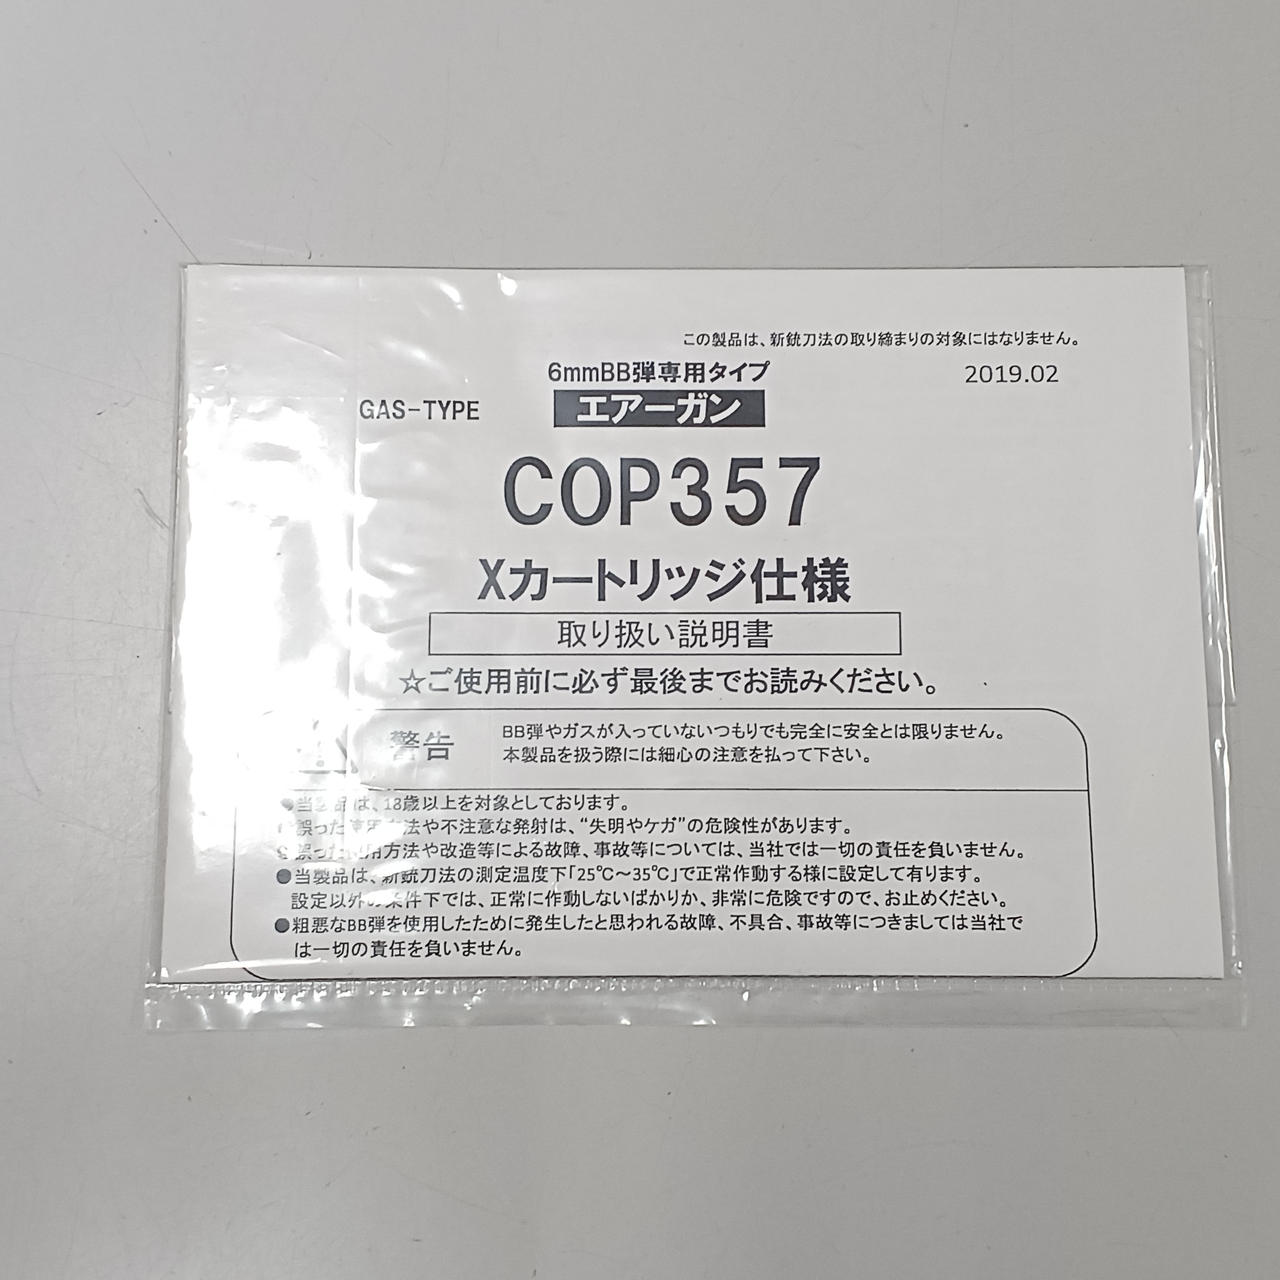 この製品は、新銃刀法の取り締まりの対象にはなりません。
6mmBB弾専用タイプ
2019.02
GAS-TYPE
エアーガン
COP357
Xカートリッジ仕様
取り扱い説明書
☆ご使用前に必ず最後までお読みください。
警告
BB弾やガスが入っていないつもりでも完全に安全とは限りません。
本製品を扱う際には細心の注意を払って下さい。
●当製品は、18歳以上を対象としております。
●誤った使用方法や不注意な発射は、“失明やケガ”の危険性があります。
●誤った使用方法や改造等による故障、事故等については、当社では一切の責任を負いません。
●当製品は、新銃刀法の測定温度下「25℃～35℃」で正常作動する様に設定して有ります。
設定以外の条件下では、正常に作動しないばかりか、非常に危険ですので、お止めください。
●粗悪なBB弾を使用したために発生したと思われる故障、不具合、事故等につきましては当社で
は一切の責任を負いません。